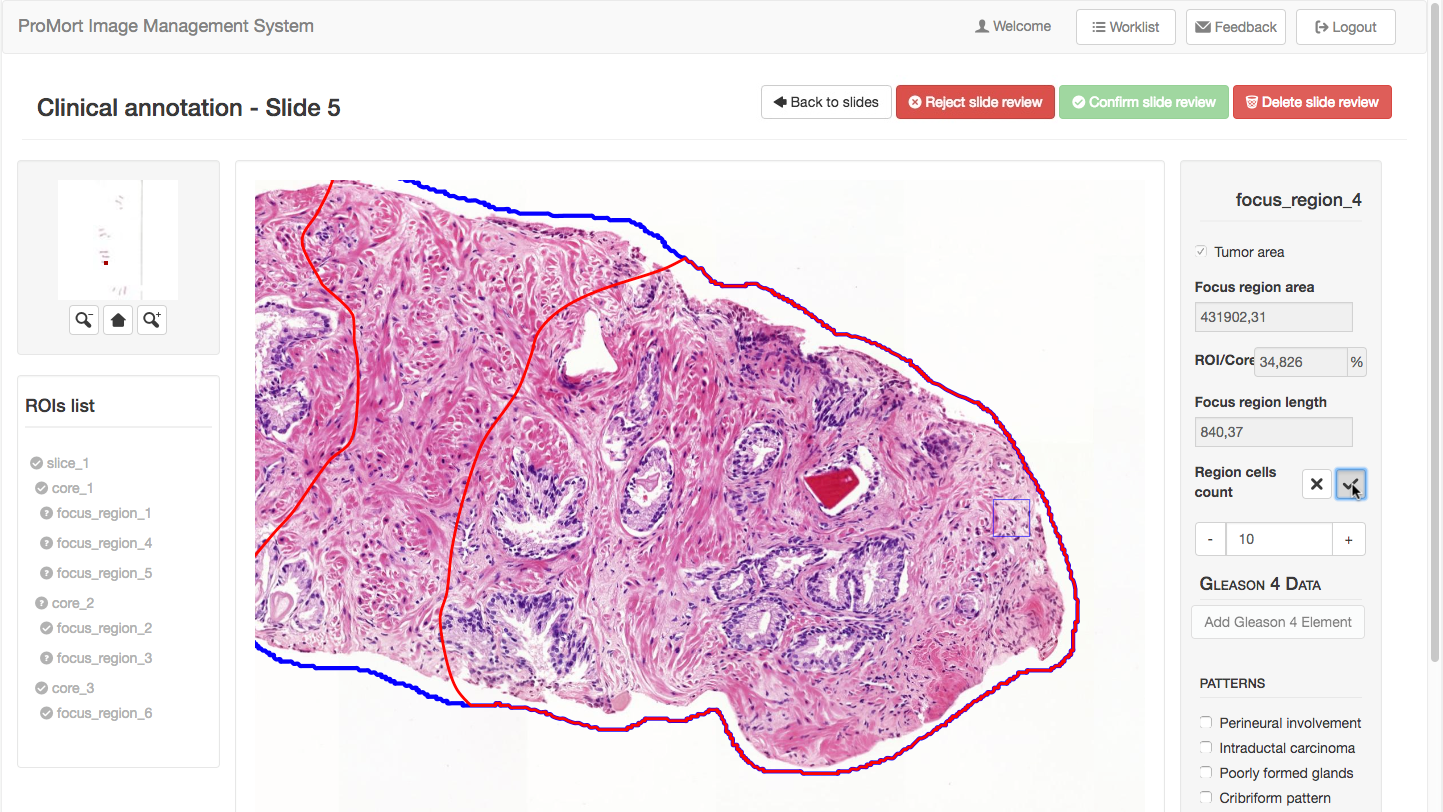 ProMort Image Management System
Welcome
Worklist
Feedback
Logout
Clinical annotation - Slide 5
Back to slides
Reject slide review
Confirm slide review
Delete slide review
ROIs list
slice_1
core_1
focus_region_1
focus_region_4
focus_region_5
core_2
focus_region_2
focus_region_3
core_3
focus_region_6
focus_region_4
Tumor area
Focus region area
431902,31
ROI/Core 34,826 %
Focus region length
840,37
Region cells
count
- 10 +
GLEASON 4 DATA
Add Gleason 4 Element
PATTERNS
Perineural involvement
Intraductal carcinoma
Poorly formed glands
Cribriform pattern